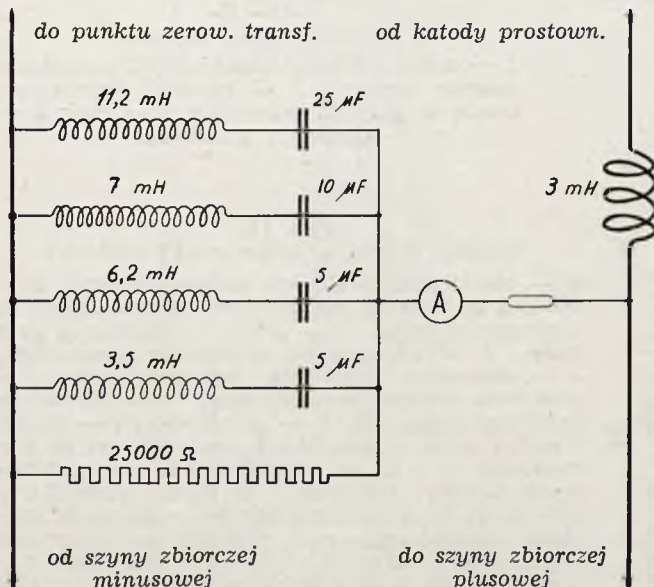 do punktu zerow. transf.
od katody prostown.
11,2 mH
25 μF
7 mH
10 μF
3 mH
6,2 mH
5 μF
A
3,5 mH
5 μF
25000 Ω
od szyny zbiorczej
minusowej
do szyny zbiorczej
plusowej